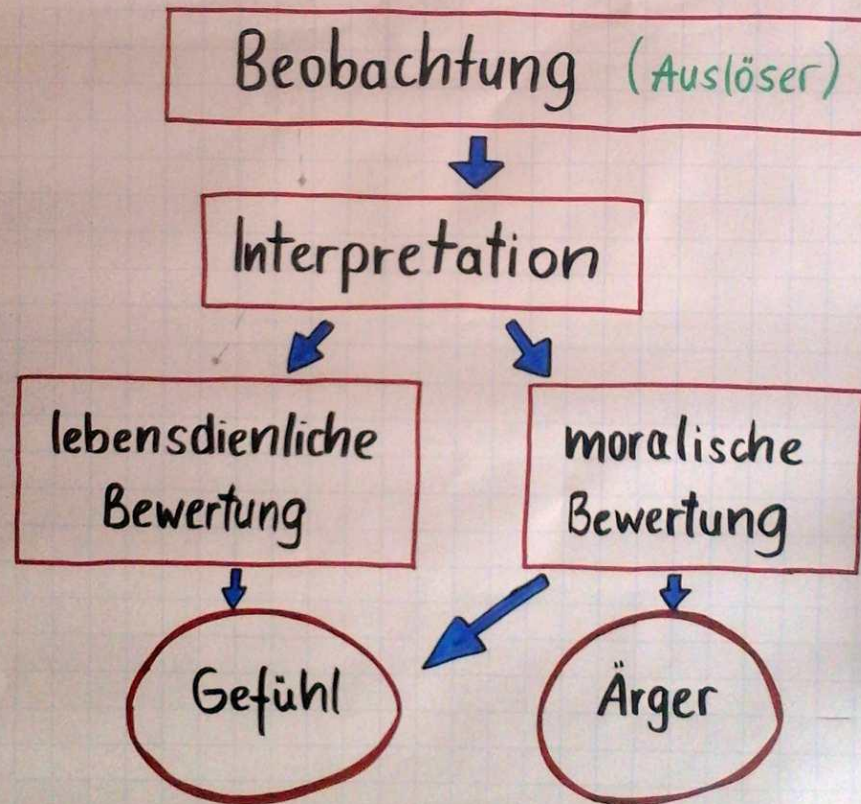 Beobachtung (Auslöser)
Interpretation
lebensdienliche
Bewertung
moralische
Bewertung
Gefühl
Ärger